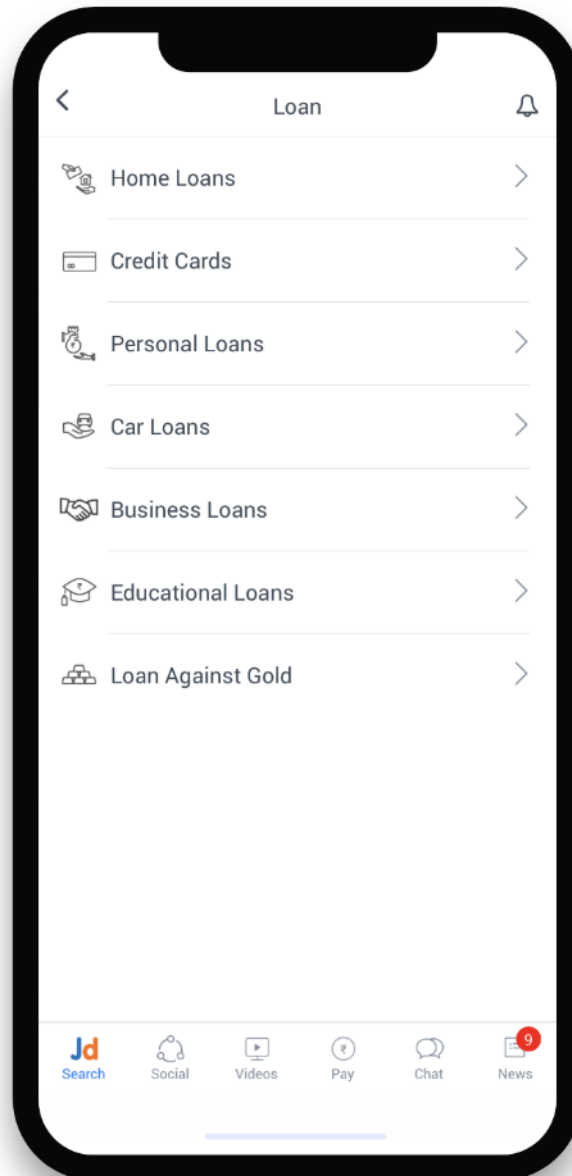 Loan
Home Loans
Credit Cards
Personal Loans
Car Loans
Business Loans
Educational Loans
Loan Against Gold
Jd
9
Search Social Videos Pay Chat News